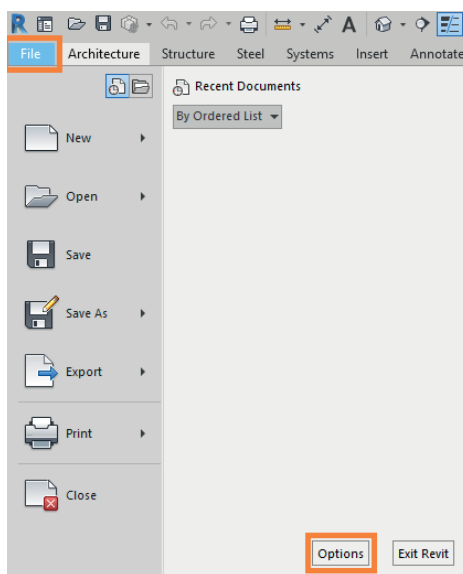 R A
File Architecture Structure Steel Systems Insert Annotate
Recent Documents
By Ordered List
New
Open
Save
Save As
Export
Print
Close
Options Exit Revit